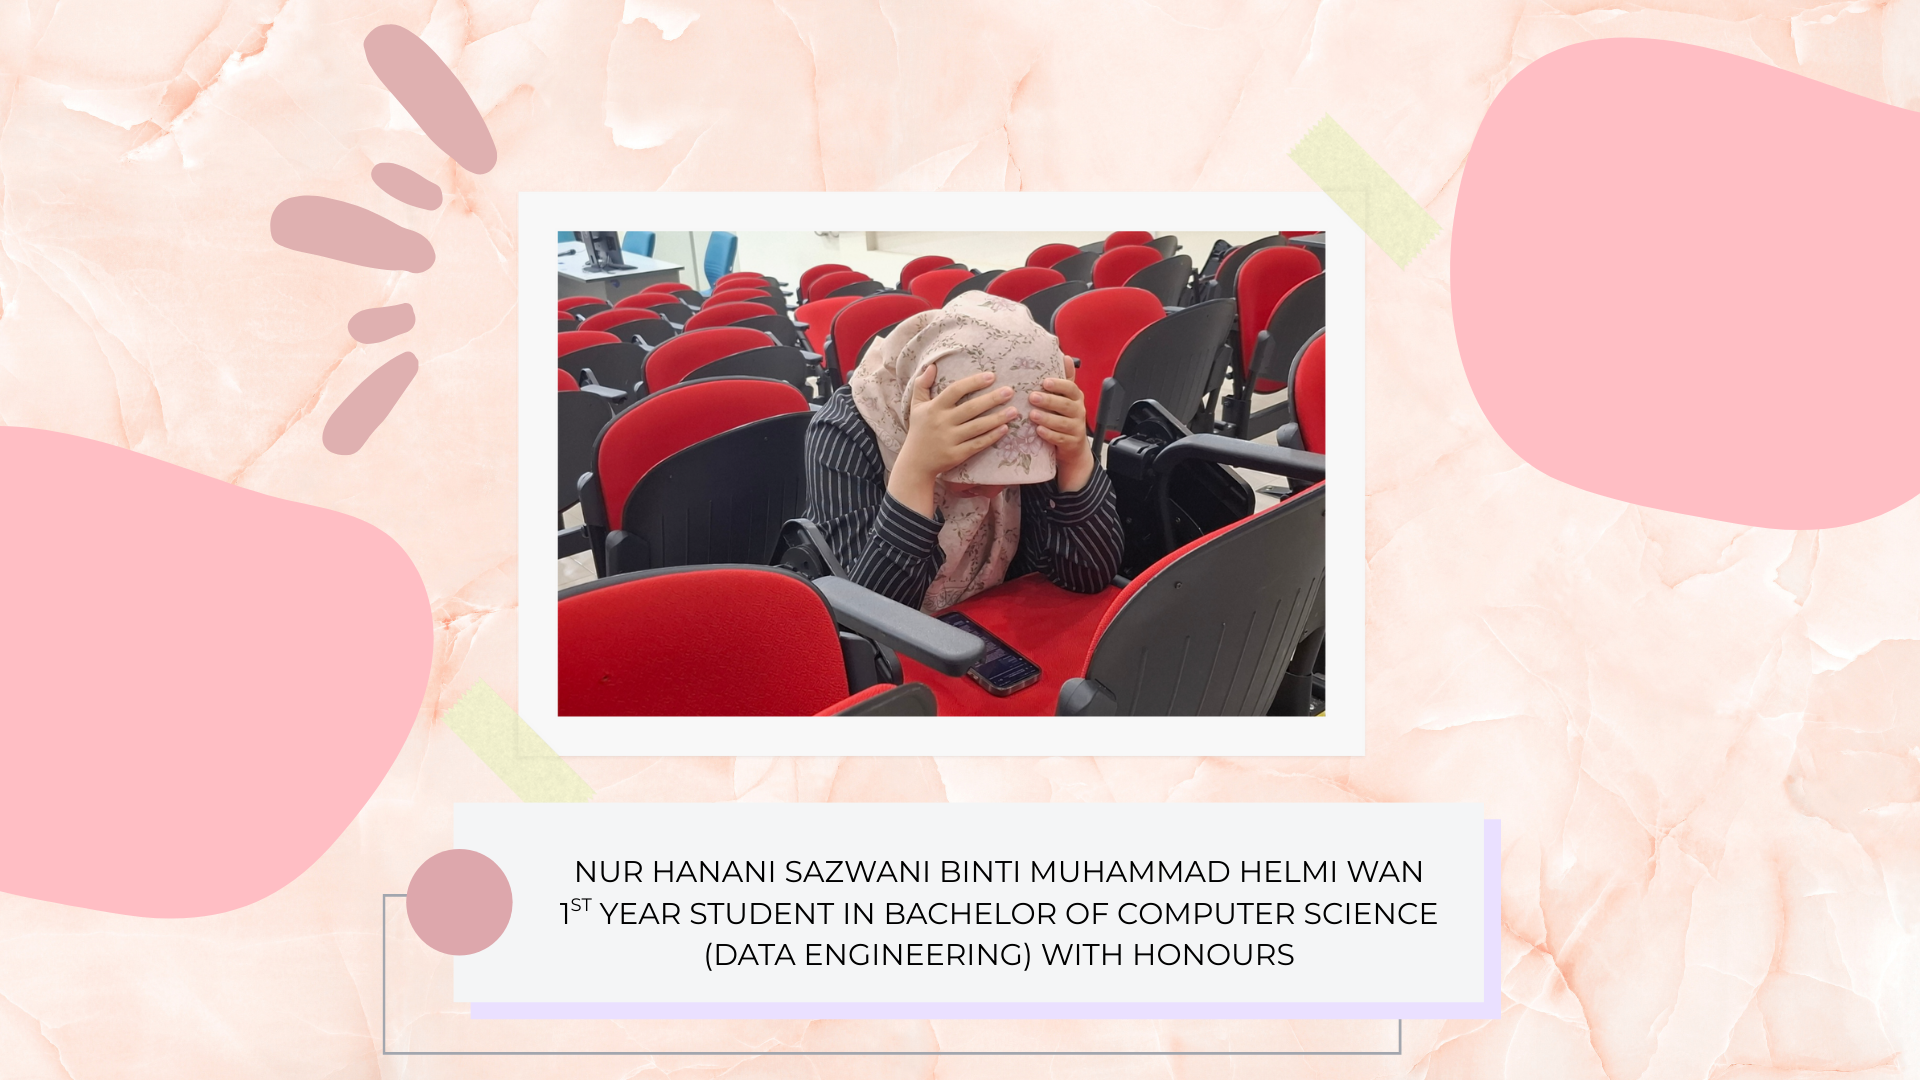 NUR HANANI SAZWANI BINTI MUHAMMAD HELMI WAN
1ST YEAR STUDENT IN BACHELOR OF COMPUTER SCIENCE
(DATA ENGINEERING) WITH HONOURS